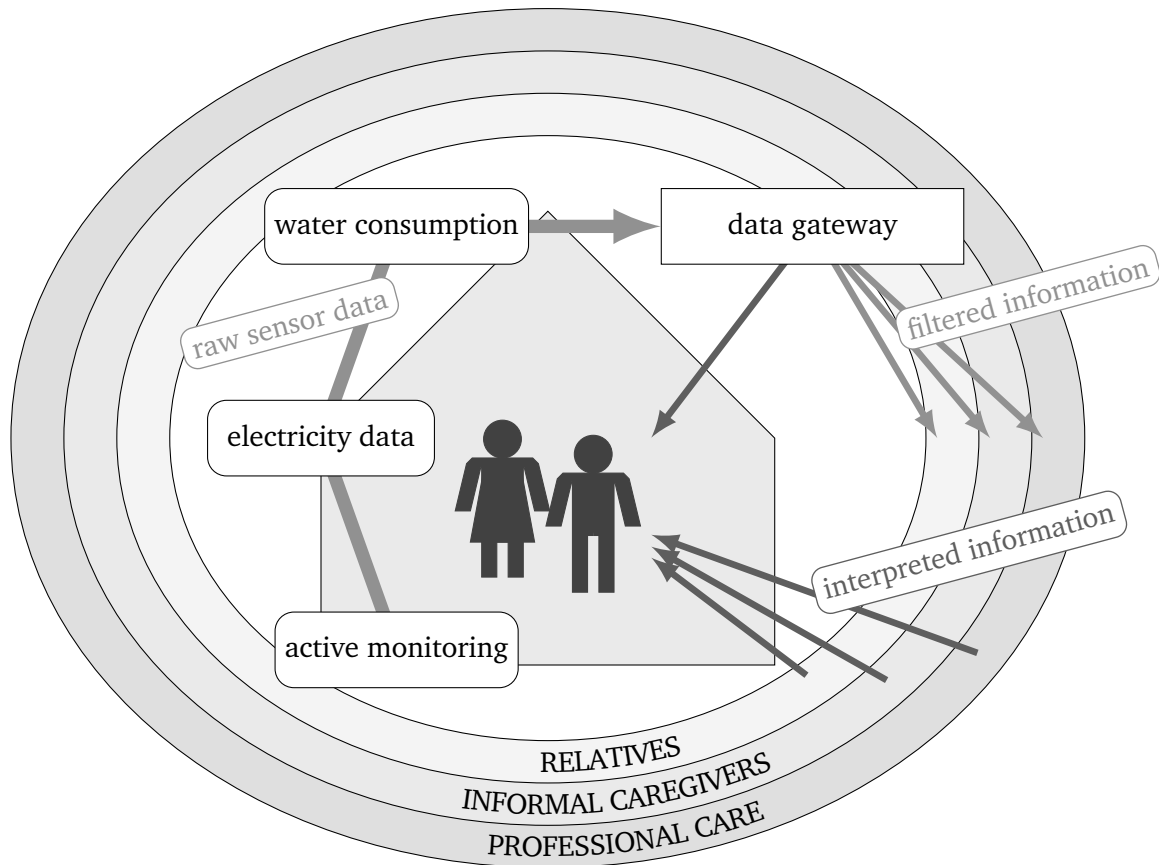 water consumption
data gateway
raw sensor data
filtered information
electricity data
interpreted information
active monitoring
RELATIVES
INFORMAL CAREGIVERS
PROFESSIONAL CARE